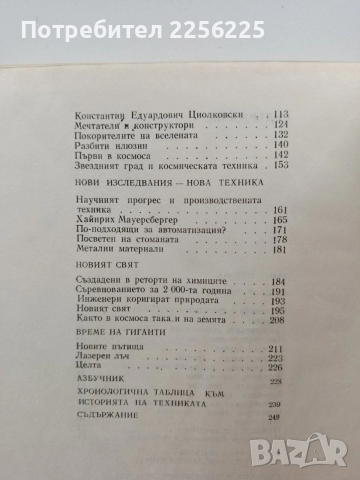 Потребител 2256225
Константин Едуардович Циолковски . . 113
Мечтатели и конструктори . . . . 124
Покорителите на вселената . . . . 132
Разбити илюзии . . . . . . . 140
Първи в космоса . . . . . . . 142
Звездният град и космическата техника . 153
НОВИ ИЗСЛЕДВАНИЯ — НОВА ТЕХНИКА
Научният прогрес и производствената
техника . . . . . . . . . 161
Хайнрих Мауерсбергер . . . . . 165
По-подходящи за автоматизация? . . . 171
Посветен на стоманата . . . . . 178
Метални материали . . . . . . 181
НОВИЯТ СВЯТ
Създадени в реторти на химиците . . . 184
Съревнованието за 2 000-та година . . . 191
Инженери коригират природата . . . 193
Новият свят . . . . . . . . 195
Както в космоса така и на земята . . . 208
ВРЕМЕ НА ГИГАНТИ
Новите пътища . . . . . . . 211
Лазерен лъч . . . . . . . . 223
Целта . . . . . . . . . . 226
АЗБУЧНИК 228
ХРОНОЛОГИЧНА ТАБЛИЦА КЪМ
ИСТОРИЯТА НА ТЕХНИКАТА 239
СЪДЪРЖАНИЕ 249
BAZAR.BG